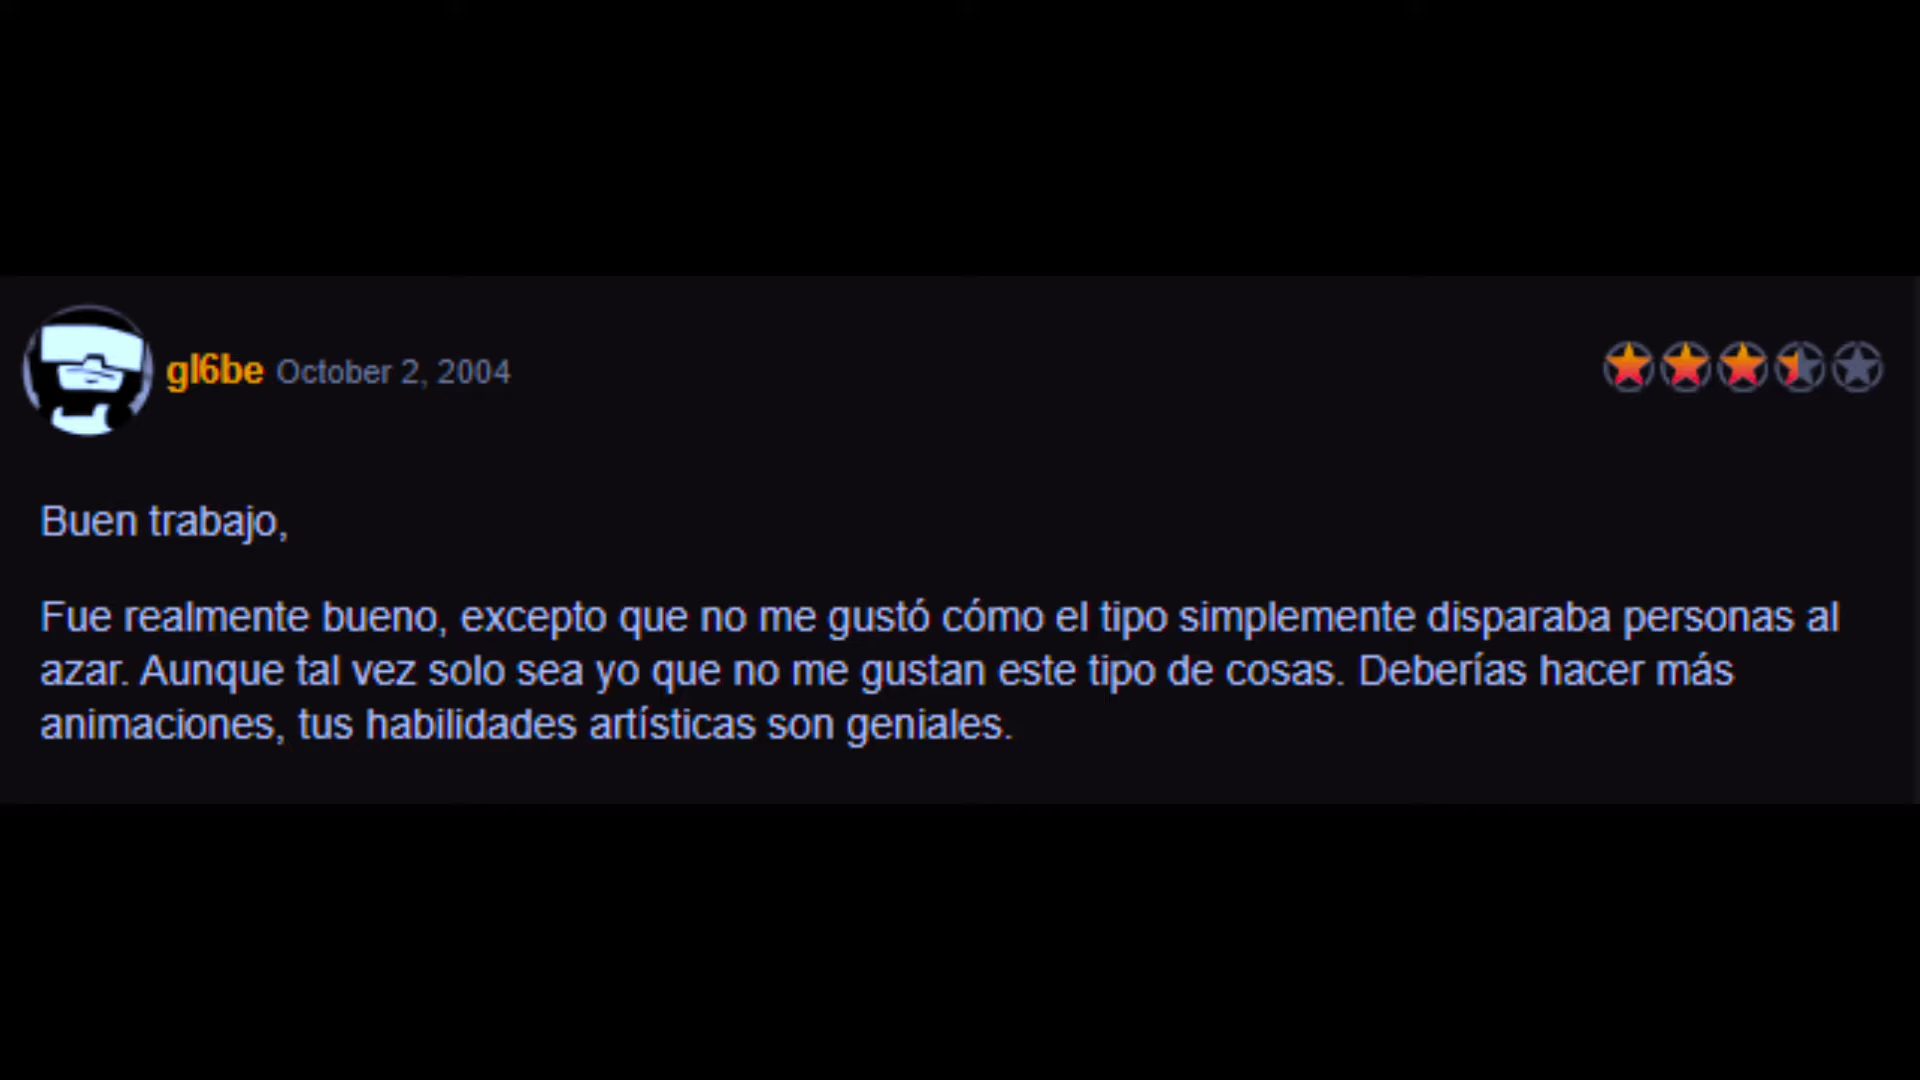 gl6be October 2, 2004
Buen trabajo,
Fue realmente bueno, excepto que no me gustó cómo el tipo simplemente disparaba personas al
azar. Aunque tal vez solo sea yo que no me gustan este tipo de cosas. Deberías hacer más
animaciones, tus habilidades artísticas son geniales.